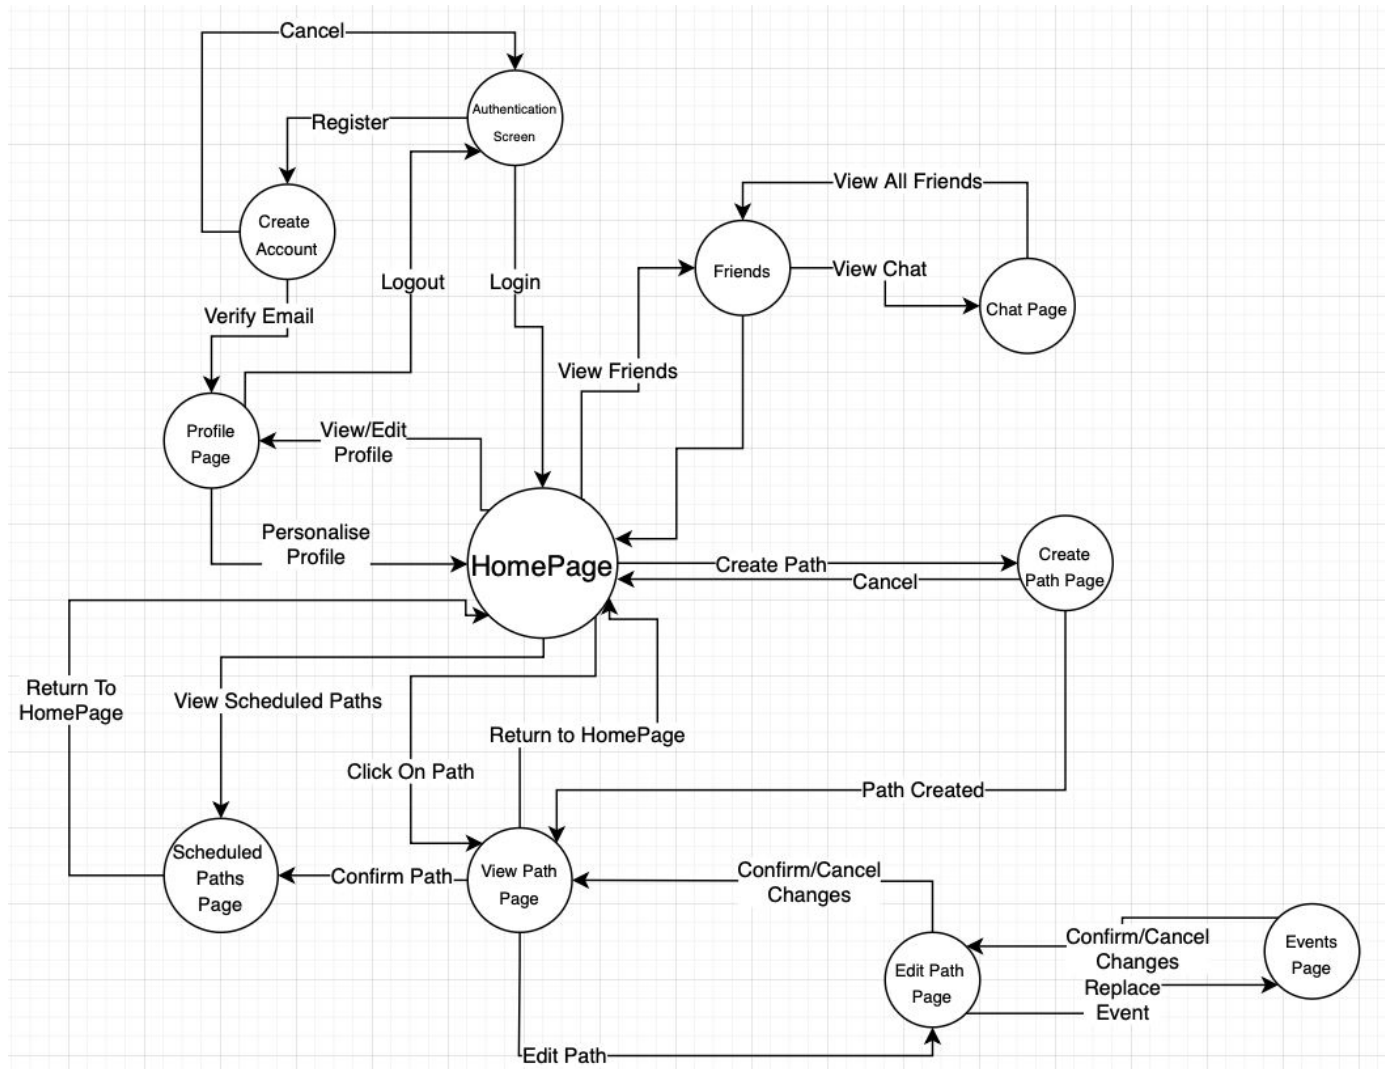 Cancel
Authentication
Screen
Register
Create
Account
View All Friends
Friends
View Chat
Chat Page
Logout
Login
Verify Email
View Friends
Profile
Page
View/Edit
Profile
Personalise
Profile
HomePage
Create Path
Cancel
Create
Path Page
Return To
HomePage
View Scheduled Paths
Return to HomePage
Click On Path
Path Created
Scheduled
Paths
Page
Confirm Path
View Path
Page
Confirm/Cancel
Changes
Edit Path
Page
Confirm/Cancel
Changes
Replace
Event
Events
Page
Edit Path